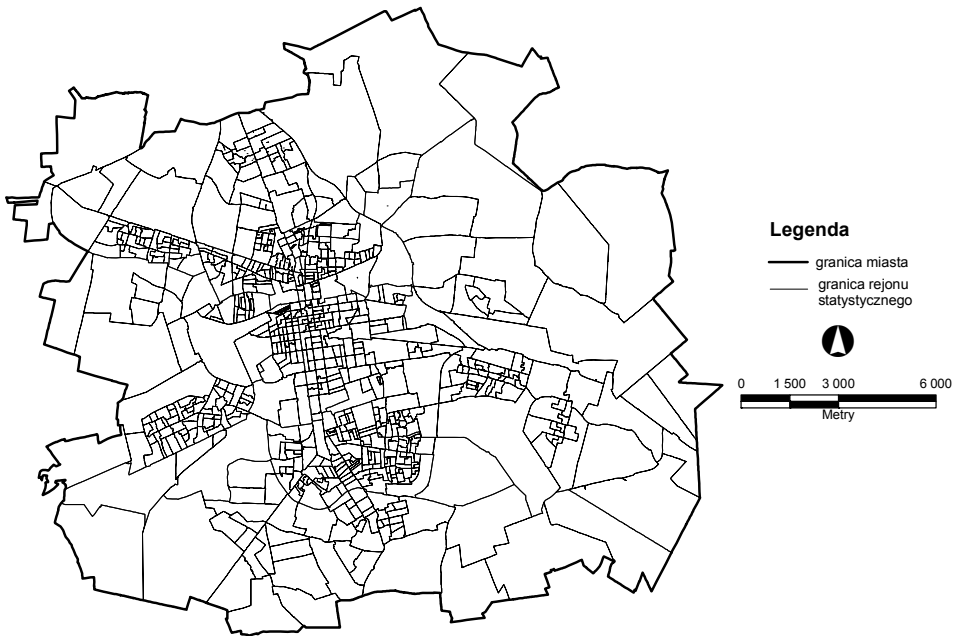 Legenda
granica miasta
granica rejonu
statystycznego
0 1 500 3 000 6 000
Metry